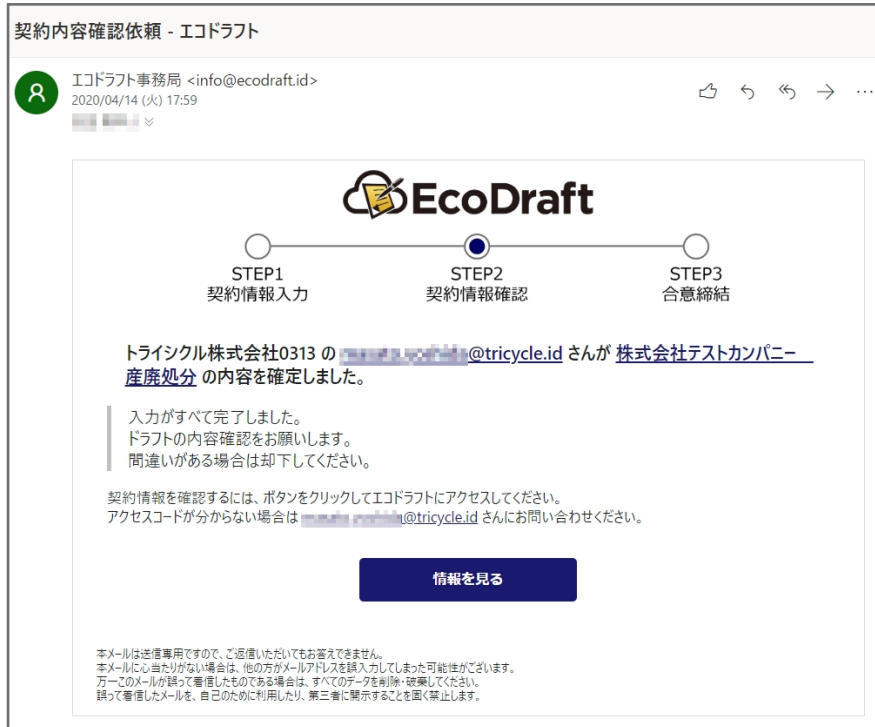 契約内容確認依頼 - エコドラフト
エコドラフト事務局 <info@ecodraft.id>
2020/04/14 (火) 17:59
EcoDraft
STEP1
契約情報入力
STEP2
契約情報確認
STEP3
合意締結
トライシクル株式会社0313 の @tricycle.id さんが 株式会社テストカンパニー
産廃処分 の内容を確定しました。
入力がすべて完了しました。
ドラフトの内容確認をお願いします。
間違いがある場合は却下してください。
契約情報を確認するには、ボタンをクリックしてエコドラフトにアクセスしてください。
アクセスコードが分からない場合は @tricycle.id さんにお問い合わせください。
情報を見る
本メールは送信専用ですので、ご返信いただいてもお答えできません。
本メールに心当たりがない場合は、他の方がメールアドレスを誤入力してしまった可能性がございます。
万一このメールが誤って着信したものである場合は、すべてのデータを削除・破棄してください。
誤って着信したメールを、自己のために利用したり、第三者に開示することを固く禁止します。